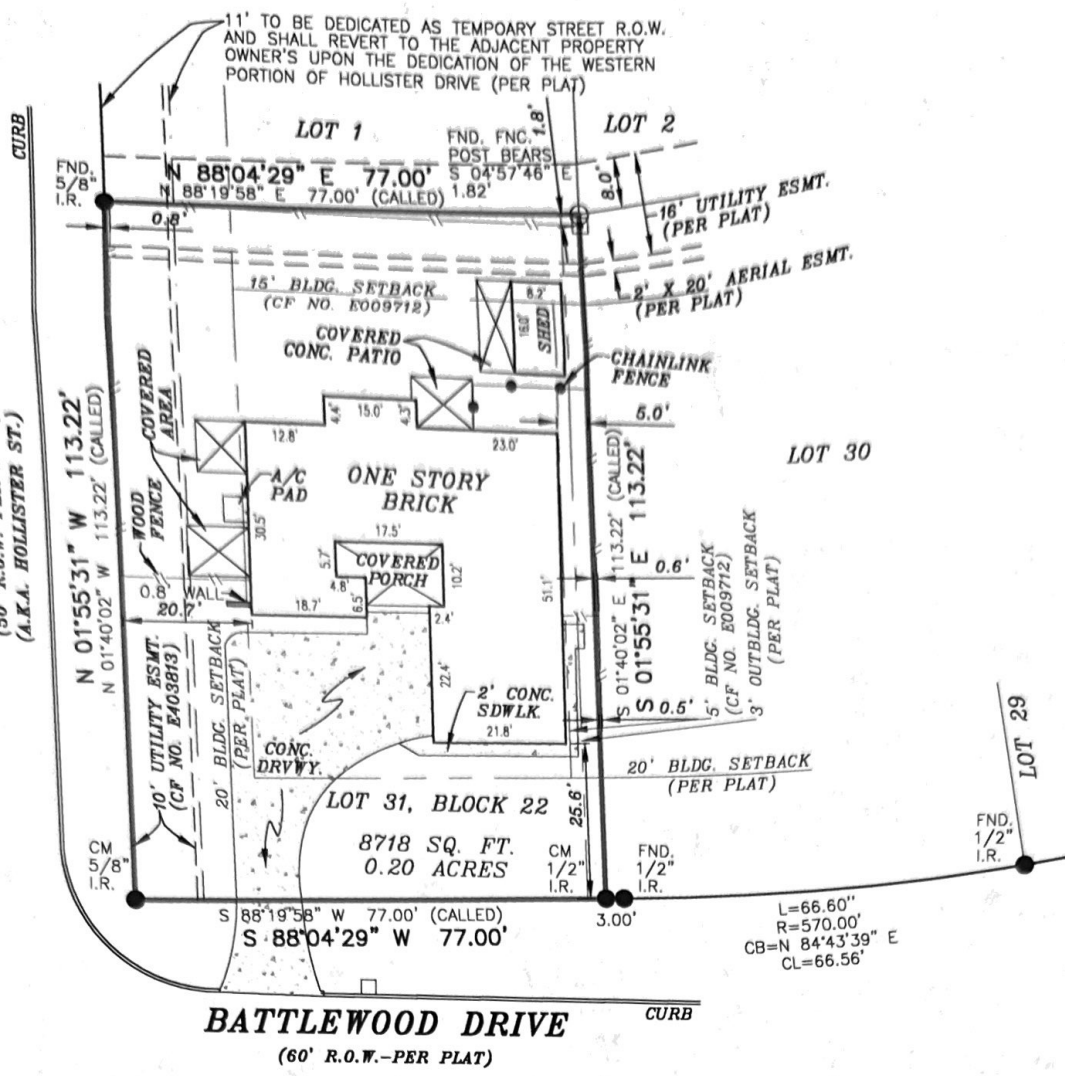 11' TO BE DEDICATED AS TEMPOARY STREET R.O.W.
AND SHALL REVERT TO THE ADJACENT PROPERTY
OWNER'S UPON THE DEDICATION OF THE WESTERN
PORTION OF HOLLISTER DRIVE (PER PLAT)
CURB
LOT 1
LOT 2
FND.
5/8"
I.R.
N 88°04'29" E 77.00'
N 88°19'58" E 77.00' (CALLED)
FND. FNC.
POST BEARS
S 04°57'46" E
1.82'
1.8'
8.0'
16' UTILITY ESMT.
(PER PLAT)
0.8'
2' X 20' AERIAL ESMT.
(PER PLAT)
15' BLDG. SETBACK
(CF NO. E009712)
8.2'
16.0'
SHED
COVERED
CONC. PATIO
CHAINLINK
FENCE
5.0'
COVERED
AREA
12.8'
4.4'
15.0'
4.3'
23.0'
LOT 30
ONE STORY
BRICK
A/C
PAD
30.5'
WOOD
FENCE
17.5'
COVERED
PORCH
5.7'
4.8'
6.5'
10.2'
2.4'
18.7'
51.1'
22.4'
0.8'
WALL
20.7'
N 01°55'31" W 113.22'
N 01°40'02" W 113.22' (CALLED)
(A.K.A. HOLLISTER ST.)
S 01°40'02" E 113.22' (CALLED)
S 01°55'31" E 113.22'
0.6'
0.5'
5' BLDG. SETBACK
(CF NO. E009712)
3' OUTBLDG. SETBACK
(PER PLAT)
10' UTILITY ESMT.
(CF NO. E403813)
20' BLDG. SETBACK
(PER PLAT)
2' CONC.
SDWLK.
21.8'
CONC.
DRVWY.
20' BLDG. SETBACK
(PER PLAT)
25.6'
LOT 29
LOT 31, BLOCK 22
8718 SQ. FT.
0.20 ACRES
CM
5/8"
I.R.
CM
1/2"
I.R.
FND.
1/2"
I.R.
FND.
1/2"
I.R.
S 88°19'58" W 77.00' (CALLED)
S 88°04'29" W 77.00'
3.00'
L=66.60"
R=570.00'
CB=N 84°43'39" E
CL=66.56'
CURB
BATTLEWOOD DRIVE
(60' R.O.W.-PER PLAT)